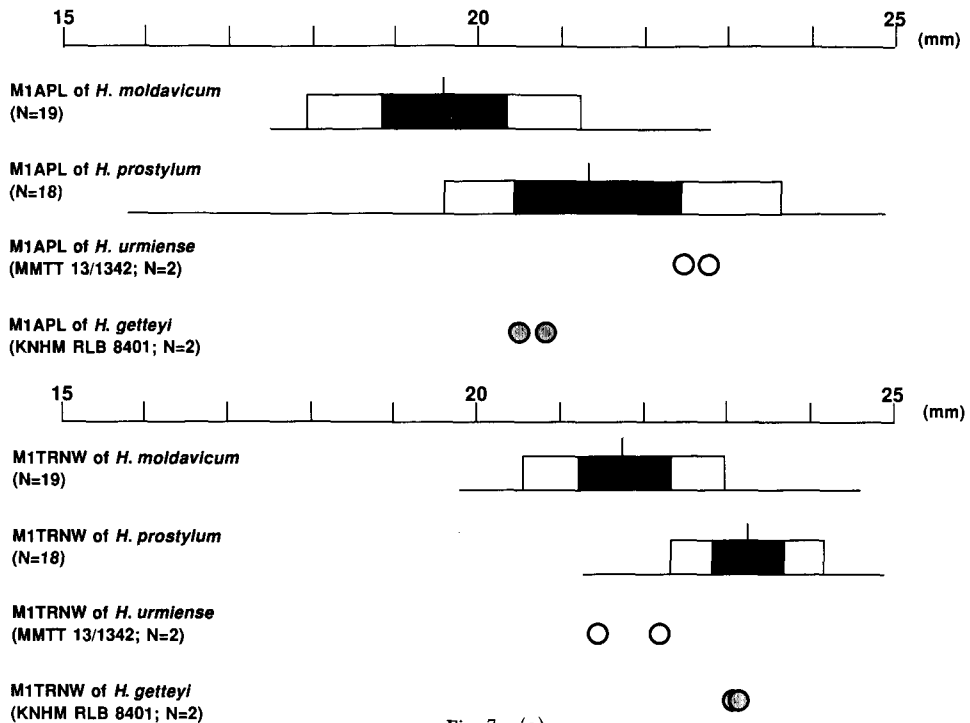 15 20 25 (mm)
M1APL of H. moldavicum
(N=19)
M1APL of H. prostylum
(N=18)
M1APL of H. urmiense
(MMTT 13/1342; N=2)
M1APL of H. getteyi
(KNHM RLB 8401; N=2)
15 20 25 (mm)
M1TRNW of H. moldavicum
(N=19)
M1TRNW of H. prostylum
(N=18)
M1TRNW of H. urmiense
(MMTT 13/1342; N=2)
M1TRNW of H. getteyi
(KNHM RLB 8401; N=2)